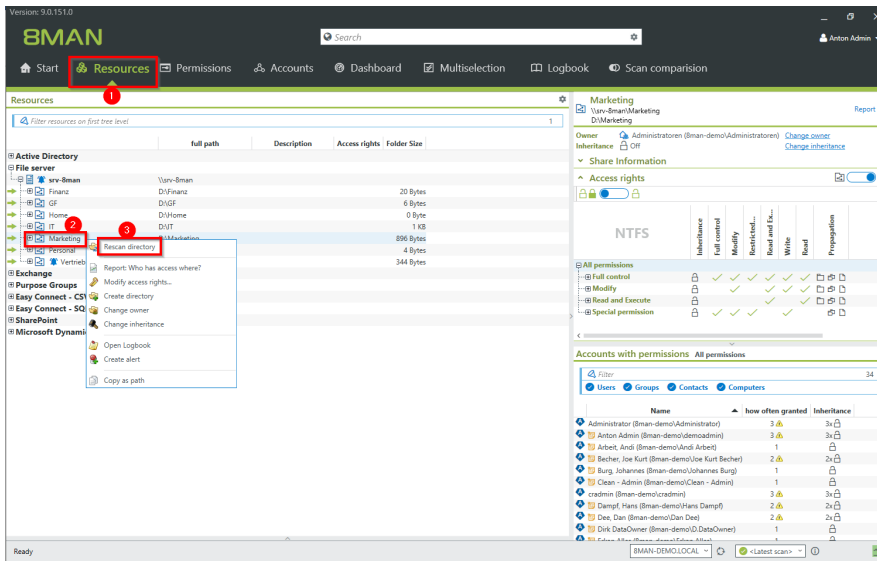 Version: 9.0.151.0
8MAN
Search
Anton Admin
Start
Resources
Permissions
Accounts
Dashboard
Multiselection
Logbook
Scan comparision
1
Resources
Filter resources on first tree level
1
full path Description Access rights Folder Size
Active Directory
File server
srv-8man \\srv-8man
Finanz D:\Finanz 20 Bytes
GF D:\GF 6 Bytes
Home D:\Home 0 Byte
IT D:\IT 1 KB
2
3
Marketing D:\Marketing 896 Bytes
Personal 4 Bytes
Vertrieb 344 Bytes
Exchange
Purpose Groups
Easy Connect - CS
Easy Connect - SQ
SharePoint
Microsoft Dynami
Rescan directory
Report: Who has access where?
Modify access rights...
Create directory
Change owner
Change inheritance
Open Logbook
Create alert
Copy as path
Marketing
\\srv-8man\Marketing
D:\Marketing
Report
Owner Administratoren (8man-demo\Administratoren) Change owner
Inheritance Off Change inheritance
Share Information
Access rights
NTFS
Inheritance
Full control
Modify
Restricted...
Read and Ex...
Write
Read
Propagation
All permissions
Full control
Modify
Read and Execute
Special permission
Accounts with permissions All permissions
Filter 34
Users Groups Contacts Computers
Name how often granted Inheritance
Administrator (8man-demo\Administrator) 3 3x
Anton Admin (8man-demo\demoadmin) 3 3x
Arbeit, Andi (8man-demo\Andi Arbeit) 1
Becher, Joe Kurt (8man-demo\Joe Kurt Becher) 2 2x
Burg, Johannes (8man-demo\Johannes Burg) 1
Clean - Admin (8man-demo\Clean - Admin) 1
cradmin (8man-demo\cradmin) 3 3x
Dampf, Hans (8man-demo\Hans Dampf) 2 2x
Dee, Dan (8man-demo\Dan Dee) 2 2x
Dirk DataOwner (8man-demo\D.DataOwner) 1
Ready
8MAN-DEMO.LOCAL
<Latest scan>